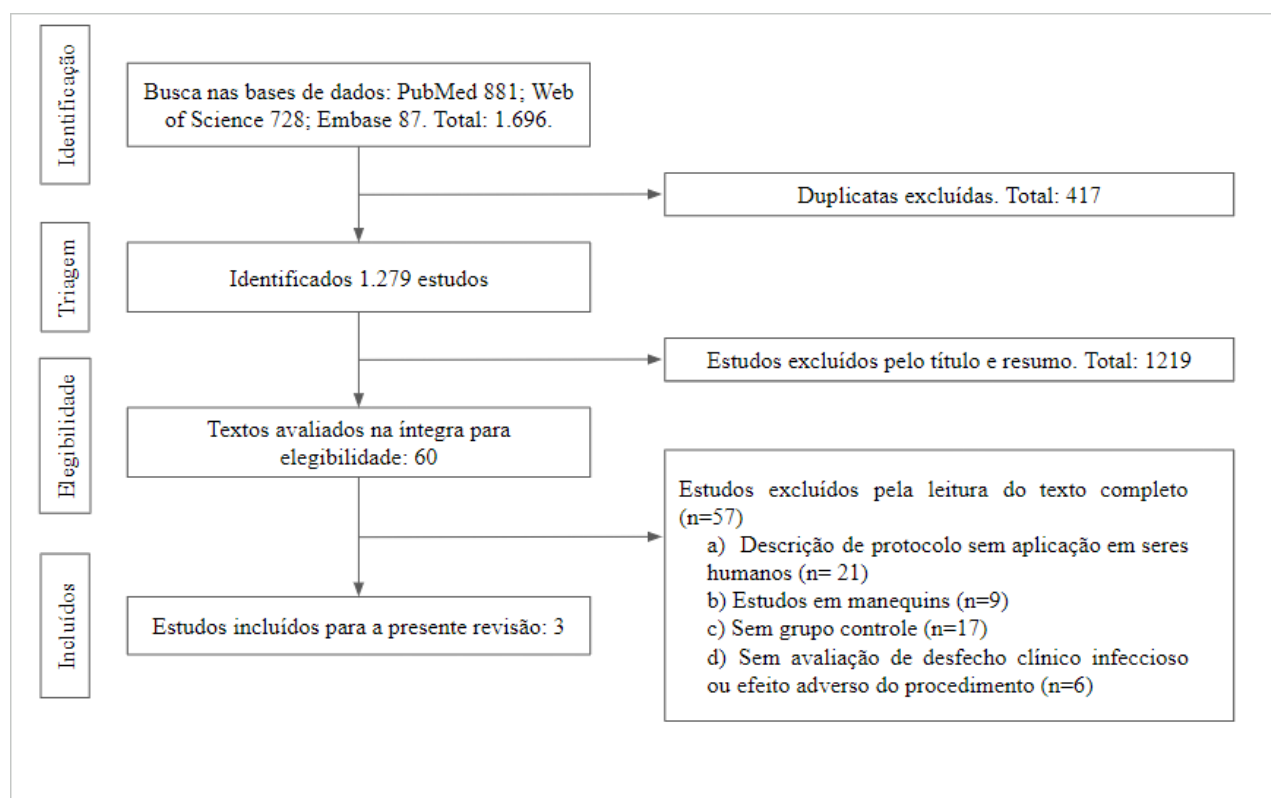 Identificação
Busca nas bases de dados: PubMed 881; Web
of Science 728; Embase 87. Total: 1.696.
Duplicatas excluídas. Total: 417
Triagem
Identificados 1.279 estudos
Estudos excluídos pelo título e resumo. Total: 1219
Elegibilidade
Textos avaliados na íntegra para
elegibilidade: 60
Estudos excluídos pela leitura do texto completo
(n=57)
a) Descrição de protocolo sem aplicação em seres
humanos (n= 21)
b) Estudos em manequins (n=9)
c) Sem grupo controle (n=17)
d) Sem avaliação de desfecho clínico infeccioso
ou efeito adverso do procedimento (n=6)
Incluídos
Estudos incluídos para a presente revisão: 3